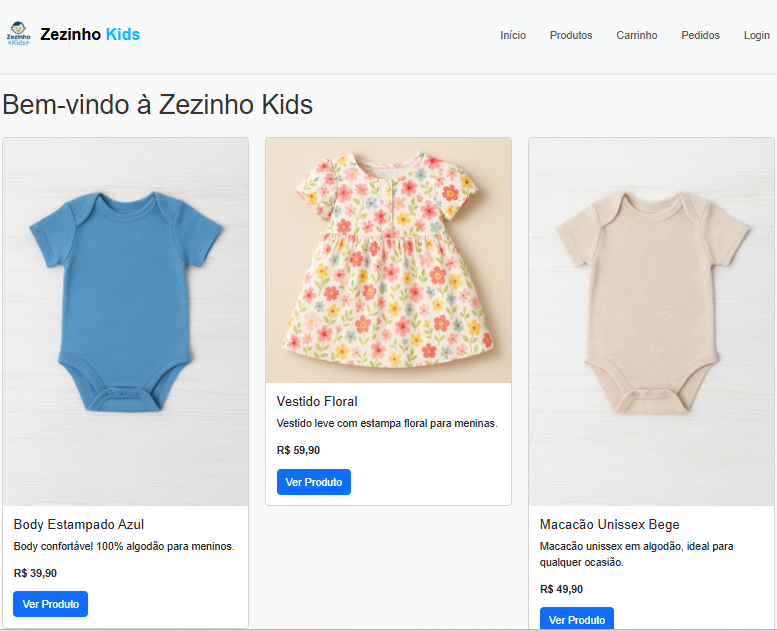 Zezinho
Kids
Zezinho Kids
Início
Produtos
Carrinho
Pedidos
Login
Bem-vindo à Zezinho Kids
Body Estampado Azul
Body confortável 100% algodão para meninos.
R$ 39,90
Ver Produto
Vestido Floral
Vestido leve com estampa floral para meninas.
R$ 59,90
Ver Produto
Macacão Unissex Bege
Macacão unissex em algodão, ideal para
qualquer ocasião.
R$ 49,90
Ver Produto